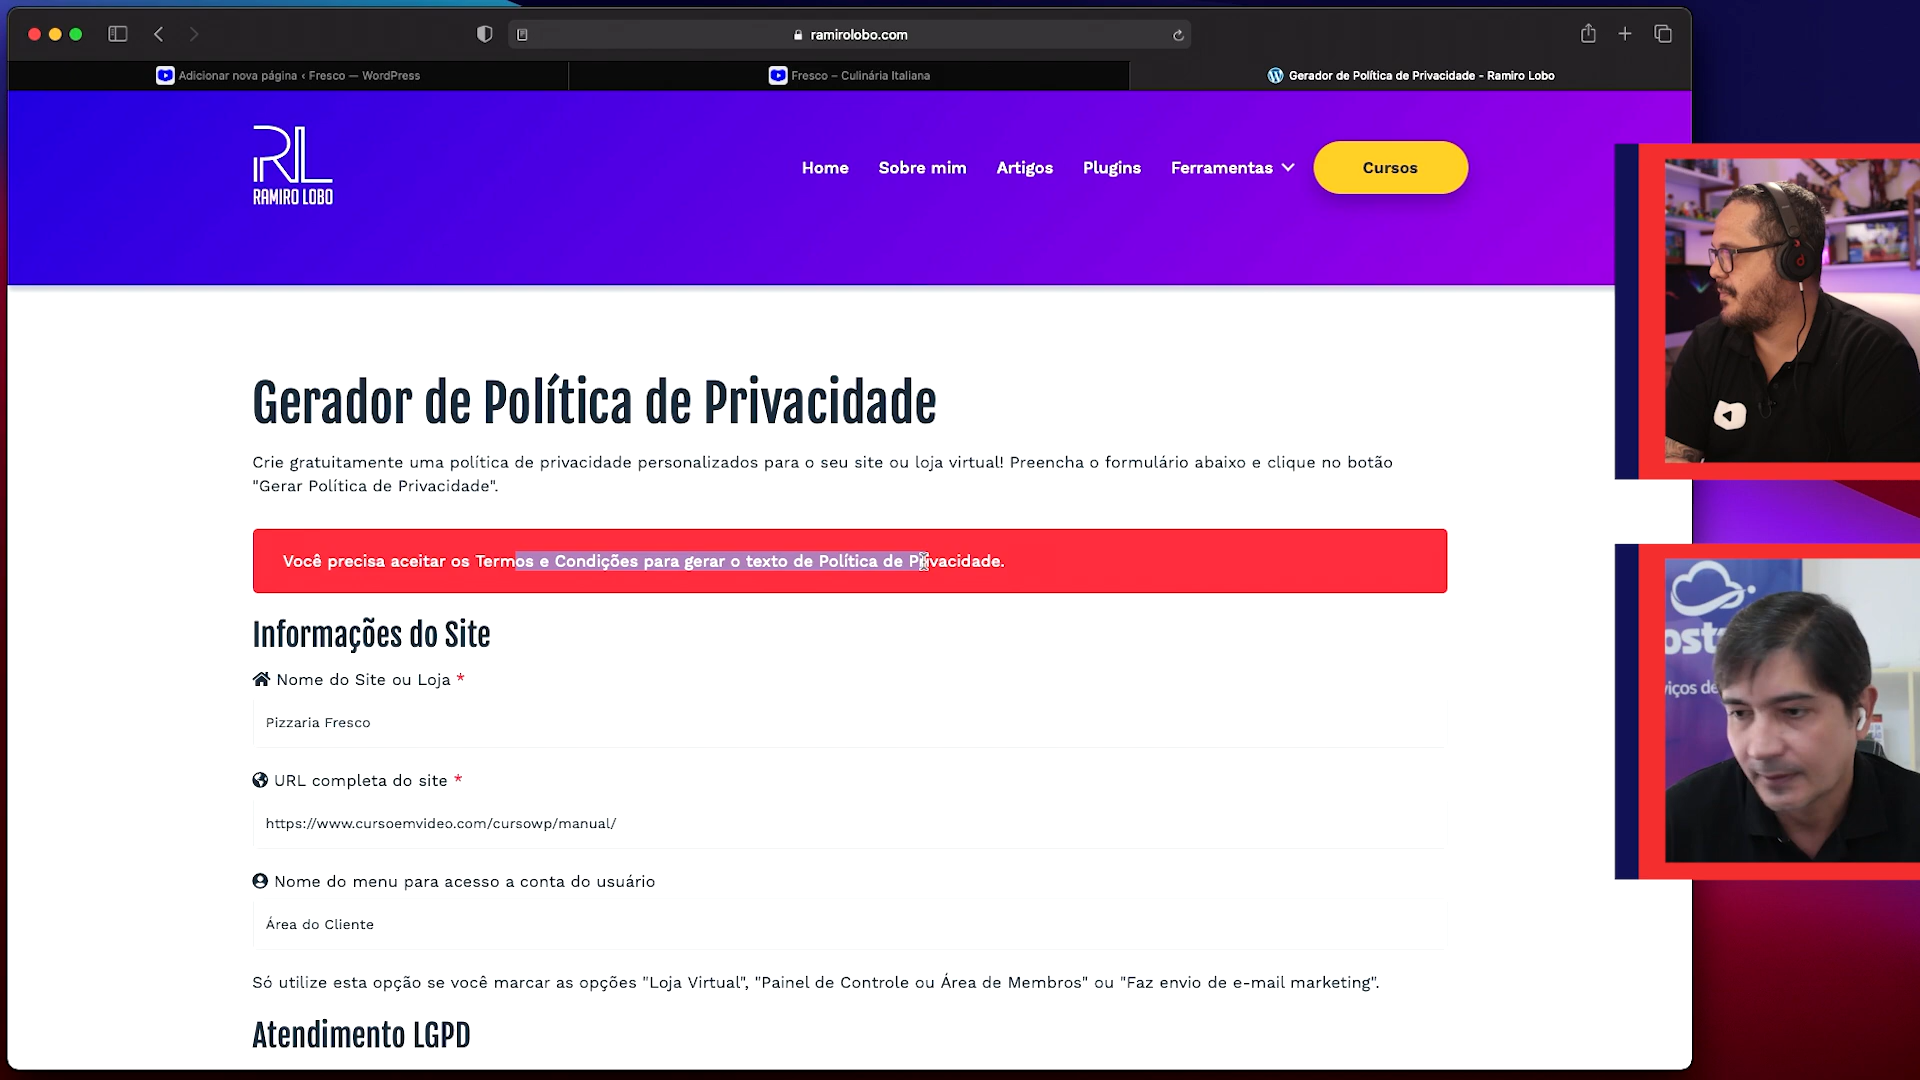 ramirolobo.com
Adicionar nova página ‹ Fresco — WordPress
Fresco – Culinária Italiana
Gerador de Política de Privacidade - Ramiro Lobo
RL
RAMIRO LOBO
Home
Sobre mim
Artigos
Plugins
Ferramentas
Cursos
Gerador de Política de Privacidade
Crie gratuitamente uma política de privacidade personalizados para o seu site ou loja virtual! Preencha o formulário abaixo e clique no botão
"Gerar Política de Privacidade".
Você precisa aceitar os Termos e Condições para gerar o texto de Política de Privacidade.
Informações do Site
Nome do Site ou Loja *
Pizzaria Fresco
URL completa do site *
https://www.cursoemvideo.com/cursowp/manual/
Nome do menu para acesso a conta do usuário
Área do Cliente
Só utilize esta opção se você marcar as opções "Loja Virtual", "Painel de Controle ou Área de Membros" ou "Faz envio de e-mail marketing".
Atendimento LGPD